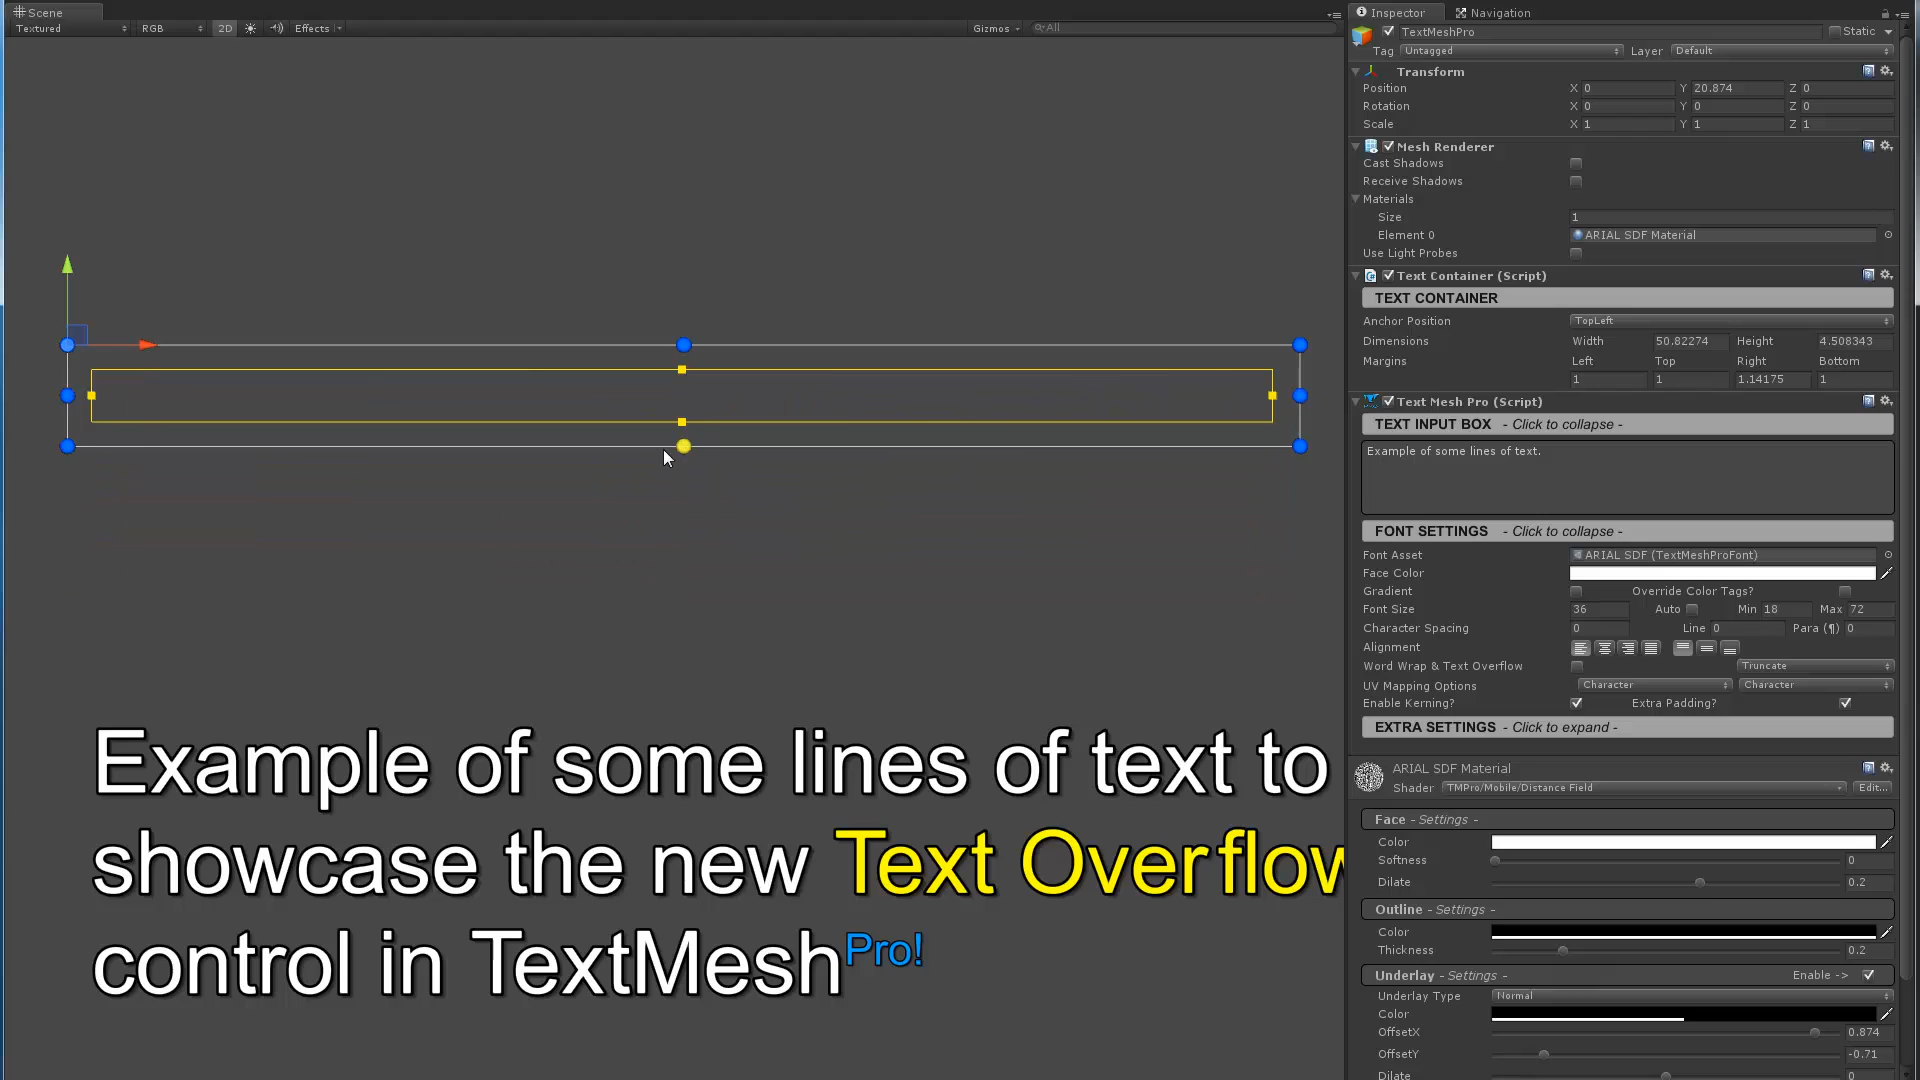 Scene
Textured RGB 2D Effects Gizmos All
Inspector Navigation
TextMeshPro Static
Tag Untagged Layer Default
Transform
Position X 0 Y 20.874 Z 0
Rotation X 0 Y 0 Z 0
Scale X 1 Y 1 Z 1
Mesh Renderer
Cast Shadows
Receive Shadows
Materials
Size 1
Element 0 ARIAL SDF Material
Use Light Probes
Text Container (Script)
TEXT CONTAINER
Anchor Position TopLeft
Dimensions Width 50.82274 Height 4.508343
Margins Left Top Right Bottom
1 1 1.14175 1
Text Mesh Pro (Script)
TEXT INPUT BOX - Click to collapse -
Example of some lines of text.
FONT SETTINGS - Click to collapse -
Font Asset ARIAL SDF (TextMeshProFont)
Face Color
Gradient Override Color Tags?
Font Size 36 Auto Min 18 Max 72
Character Spacing 0 Line 0 Para (¶) 0
Alignment
Word Wrap & Text Overflow Truncate
UV Mapping Options Character Character
Enable Kerning? Extra Padding?
EXTRA SETTINGS - Click to expand -
ARIAL SDF Material
Shader TMPro/Mobile/Distance Field Edit...
Face - Settings -
Color
Softness 0
Dilate 0.2
Outline - Settings -
Color
Thickness 0.2
Underlay - Settings - Enable ->
Underlay Type Normal
Color
OffsetX 0.874
OffsetY -0.71
Dilate 0
Example of some lines of text to
showcase the new Text Overflow
control in TextMesh Pro!